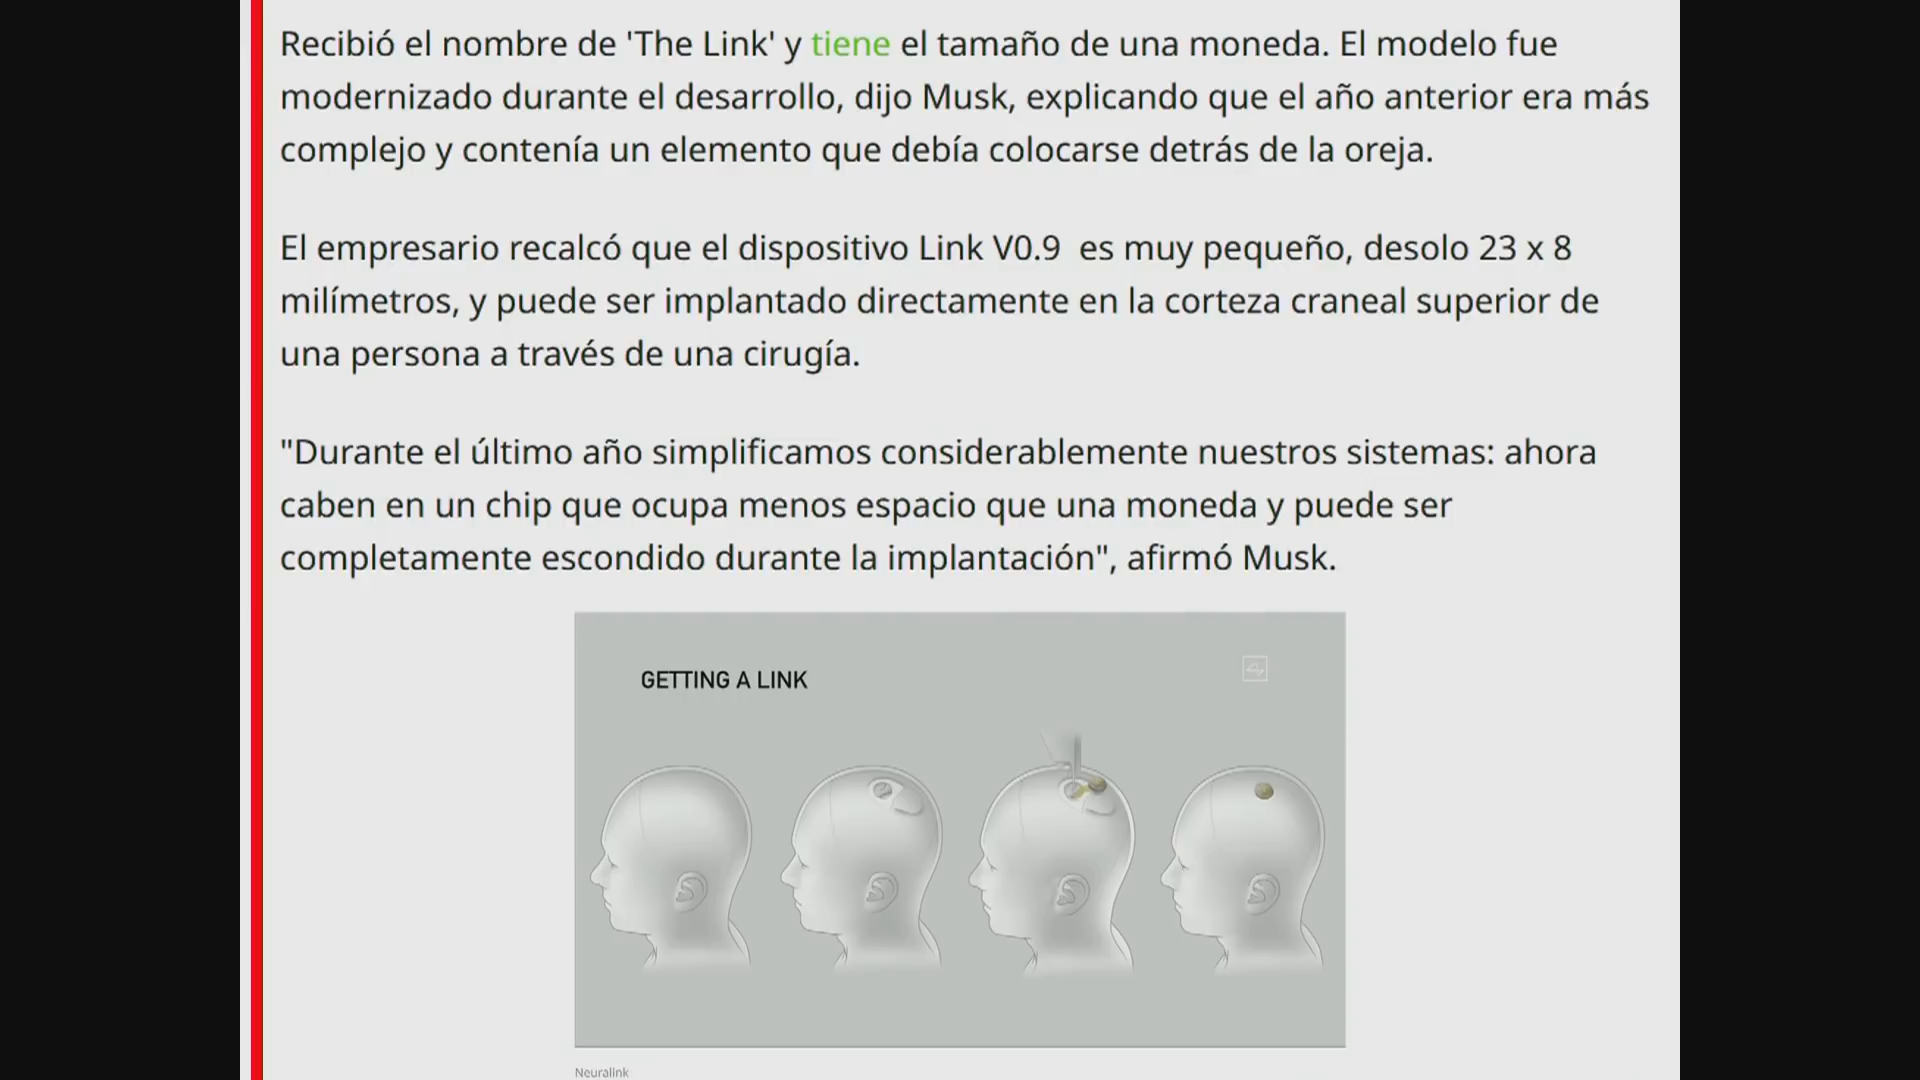 Recibió el nombre de 'The Link' y tiene el tamaño de una moneda. El modelo fue
modernizado durante el desarrollo, dijo Musk, explicando que el año anterior era más
complejo y contenía un elemento que debía colocarse detrás de la oreja.
El empresario recalcó que el dispositivo Link V0.9  es muy pequeño, desolo 23 x 8
milímetros, y puede ser implantado directamente en la corteza craneal superior de
una persona a través de una cirugía.
"Durante el último año simplificamos considerablemente nuestros sistemas: ahora
caben en un chip que ocupa menos espacio que una moneda y puede ser
completamente escondido durante la implantación", afirmó Musk.
GETTING A LINK
Neuralink